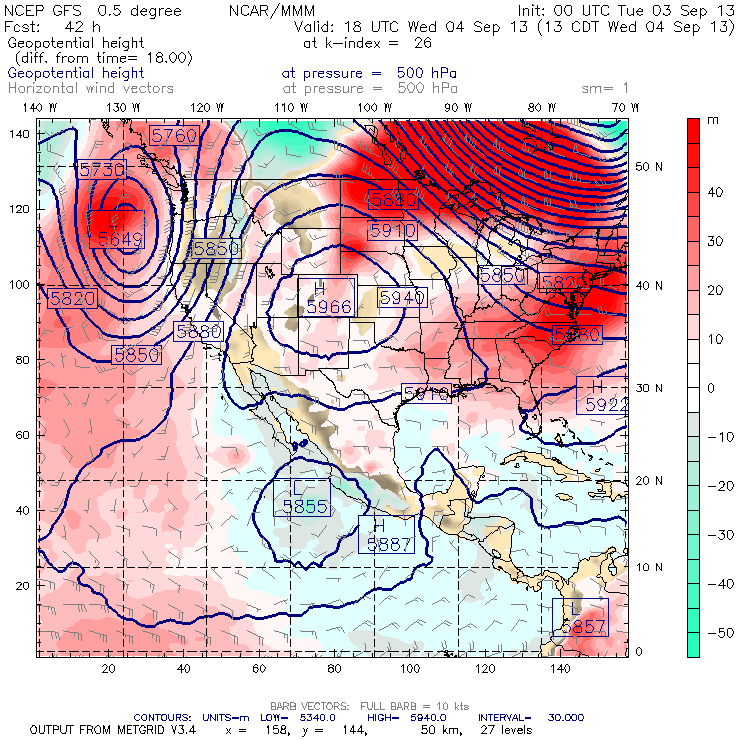 NCEP GFS 0.5 degree NCAR/MMM Init: 00 UTC Tue 03 Sep 13
Fcst: 42 h Valid: 18 UTC Wed 04 Sep 13 (13 CDT Wed 04 Sep 13)
Geopotential height at k-index = 26
(diff. from time= 18.00)
Geopotential height at pressure = 500 hPa
Horizontal wind vectors at pressure = 500 hPa sm= 1
140 W 130 W 120 W 110 W 100 W 90 W 80 W 70 W
140 5760 m
5730 50 N
120 5880 40
L 5649 5910 30
5850 5850
100 5820 H 5966 5940 5820 40 N 20
5880 5880 10
80 5850
5910 30 N 0
H 5922
60 -10
20 N -20
40 L 5855
H 5887 -30
10 N
20 -40
L 5857 -50
0
20 40 60 80 100 120 140
BARB VECTORS: FULL BARB = 10 kts
CONTOURS: UNITS=m LOW= 5340.0 HIGH= 5940.0 INTERVAL= 30.000
OUTPUT FROM METGRID V3.4 x = 158, y = 144, 50 km, 27 levels